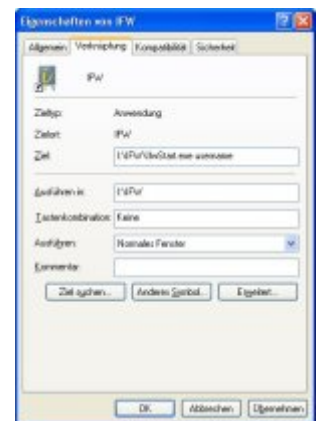 Eigenschaften von IFW
Allgemein Verknüpfung Kompatibilität Sicherheit
IFW
Zieltyp: Anwendung
Zielort: IFW
Ziel: username
Ausführen in:
Tastenkombination: Keine
Ausführen: Normales Fenster
Kommentar:
Ziel suchen... Anderes Symbol... Erweitert...
OK Abbrechen Übernehmen